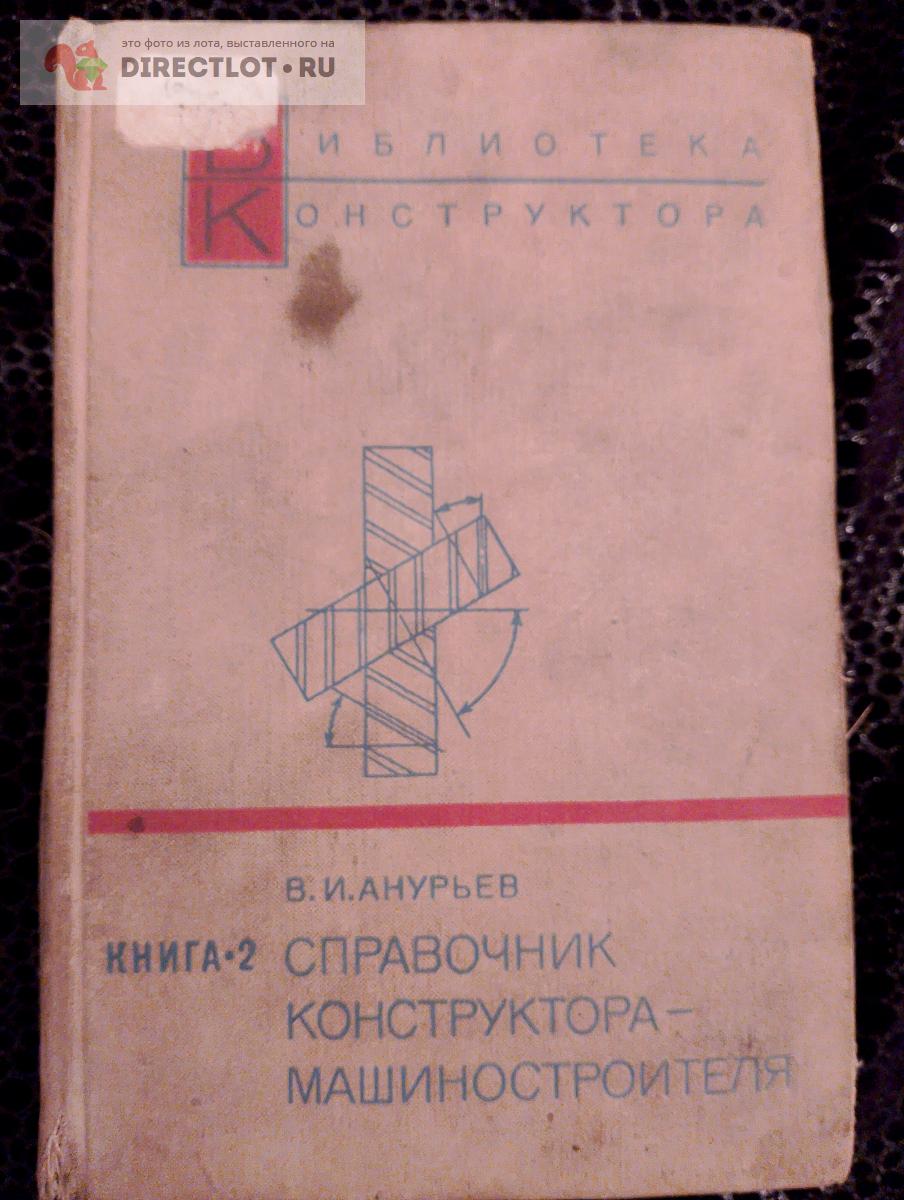 это фото из лота, выставленного на
DIRECTLOT•RU
БИБЛИОТЕКА
КОНСТРУКТОРА
В.И.АНУРЬЕВ
КНИГА•2 СПРАВОЧНИК
КОНСТРУКТОРА–
МАШИНОСТРОИТЕЛЯ